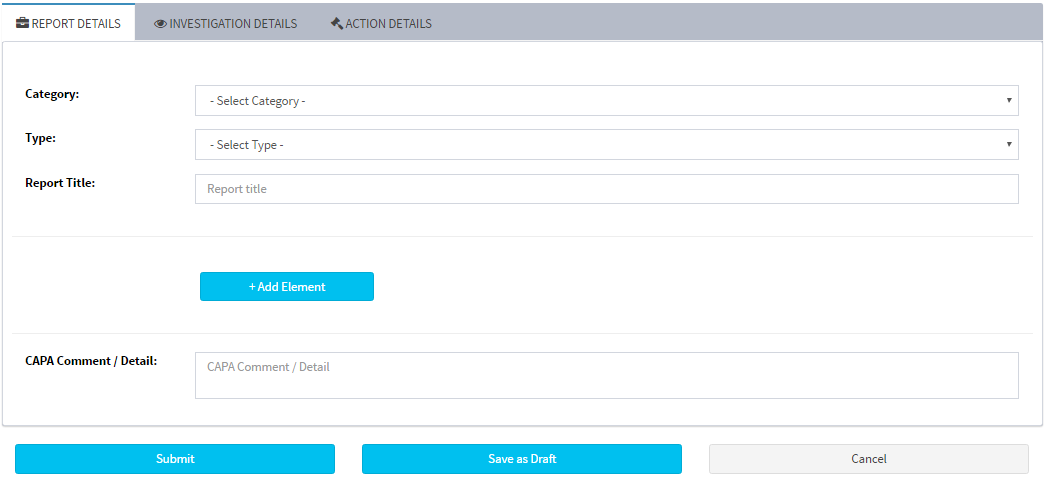 REPORT DETAILS INVESTIGATION DETAILS ACTION DETAILS
Category: - Select Category -
Type: - Select Type -
Report Title: Report title
+ Add Element
CAPA Comment / Detail: CAPA Comment / Detail
Submit Save as Draft Cancel